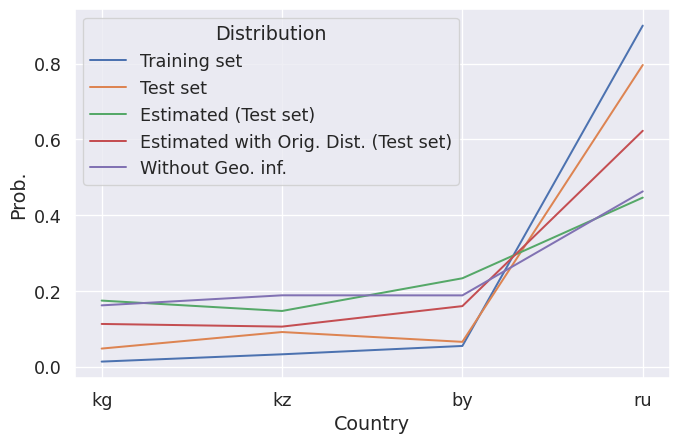 Distribution
Training set
Test set
Estimated (Test set)
Estimated with Orig. Dist. (Test set)
Without Geo. inf.
Prob.
0.8
0.6
0.4
0.2
0.0
kg kz by ru
Country